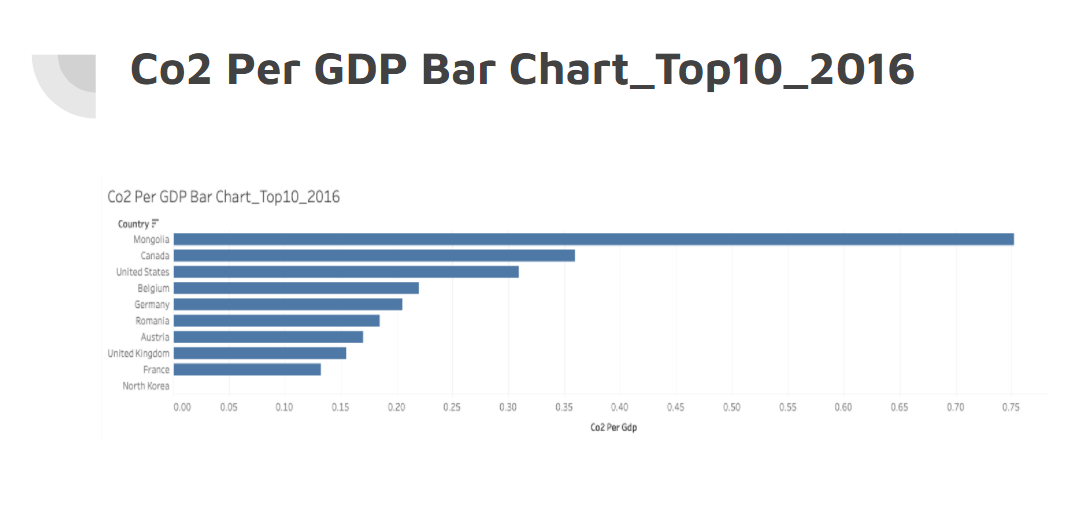 Co2 Per GDP Bar Chart_Top10_2016
Co2 Per GDP Bar Chart_Top10_2016
Country
Mongolia
Canada
United States
Belgium
Germany
Romania
Austria
United Kingdom
France
North Korea
0.00 0.05 0.10 0.15 0.20 0.25 0.30 0.35 0.40 0.45 0.50 0.55 0.60 0.65 0.70 0.75
Co2 Per Gdp